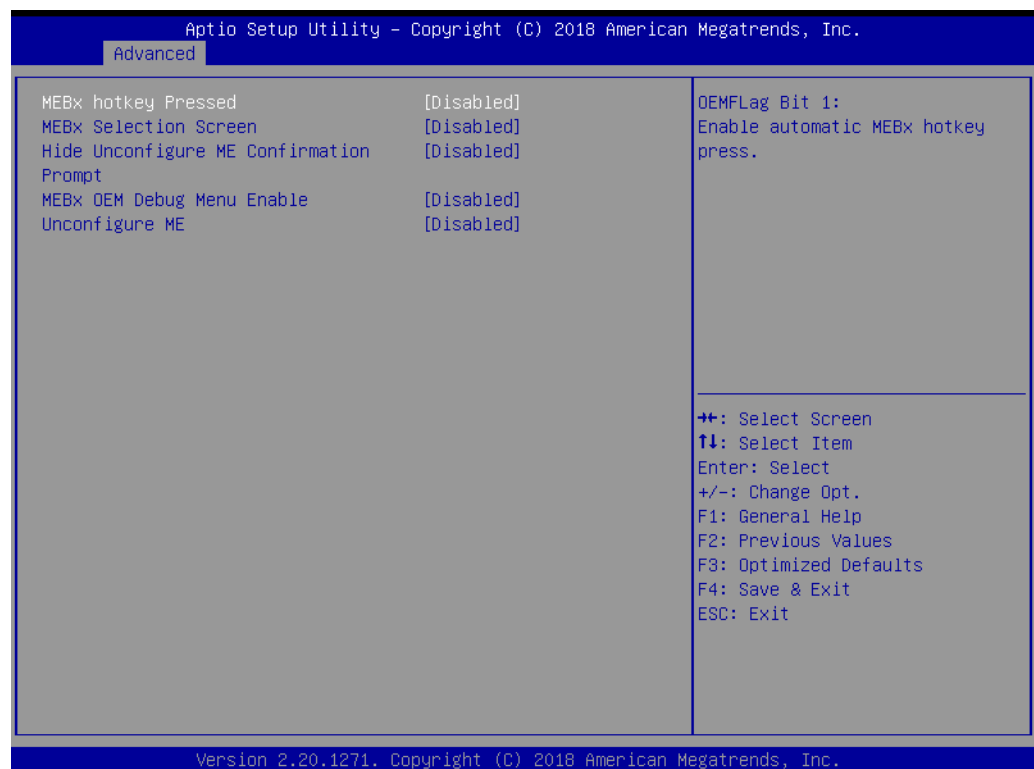 Aptio Setup Utility – Copyright (C) 2018 American Megatrends, Inc.
Advanced
MEBx hotkey Pressed [Disabled]
MEBx Selection Screen [Disabled]
Hide Unconfigure ME Confirmation [Disabled]
Prompt
MEBx OEM Debug Menu Enable [Disabled]
Unconfigure ME [Disabled]
OEMFLag Bit 1:
Enable automatic MEBx hotkey
press.
→←: Select Screen
↑↓: Select Item
Enter: Select
+/-: Change Opt.
F1: General Help
F2: Previous Values
F3: Optimized Defaults
F4: Save & Exit
ESC: Exit
Version 2.20.1271. Copyright (C) 2018 American Megatrends, Inc.